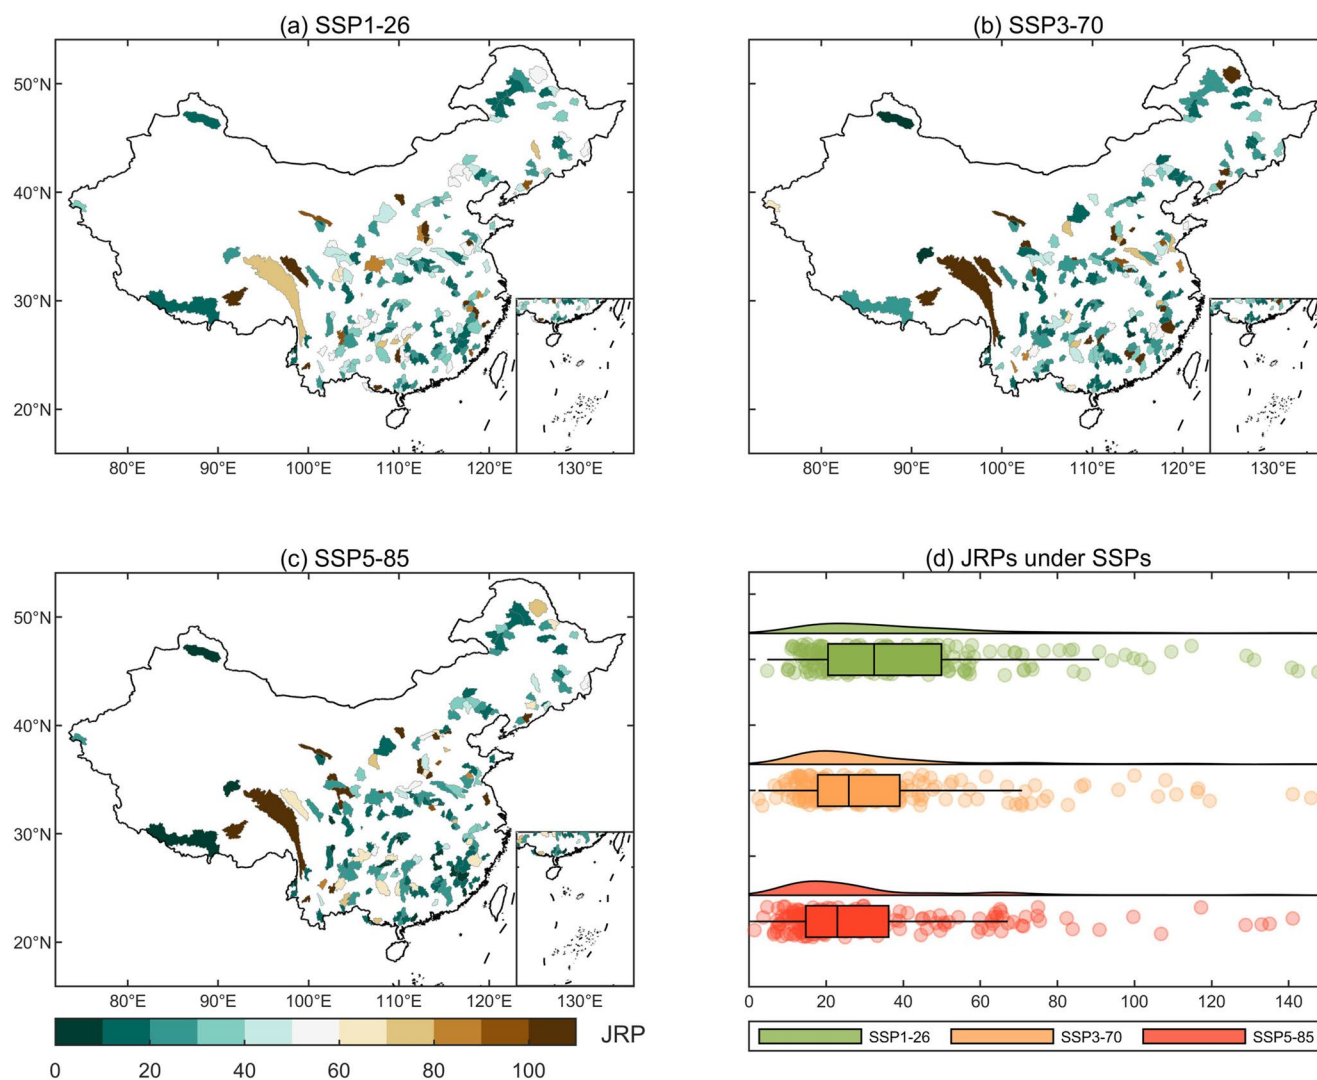 (a) SSP1-26
(b) SSP3-70
50°N
40°N
30°N
20°N
80°E 90°E 100°E 110°E 120°E 130°E
80°E 90°E 100°E 110°E 120°E 130°E
(c) SSP5-85
(d) JRPs under SSPs
50°N
40°N
30°N
20°N
80°E 90°E 100°E 110°E 120°E 130°E
0 20 40 60 80 100 120 140
JRP
0 20 40 60 80 100
SSP1-26 SSP3-70 SSP5-85